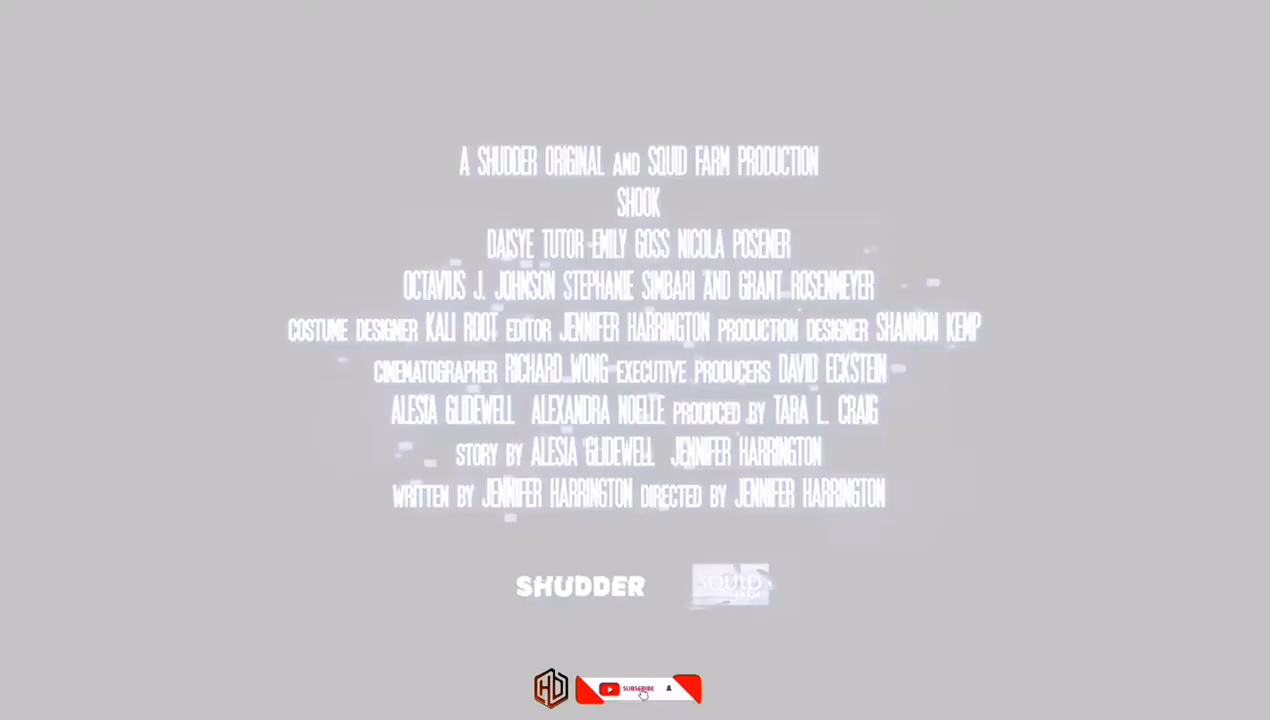 A SHUDDER ORIGINAL AND SQUID FARM PRODUCTION
SHOOK
DAISYE TUTOR EMILY GOSS NICOLA POSENER
OCTAVIUS J. JOHNSON STEPHANIE SIMBARI AND GRANT ROSENMEYER
COSTUME DESIGNER KALI ROOT EDITOR JENNIFER HARRINGTON PRODUCTION DESIGNER SHANNON KEMP
CINEMATOGRAPHER RICHARD WONG EXECUTIVE PRODUCERS DAVID ECKSTEIN
ALESIA GLIDEWELL ALEXANDRA NOELLE PRODUCED BY TARA L. CRAIG
STORY BY ALESIA GLIDEWELL JENNIFER HARRINGTON
WRITTEN BY JENNIFER HARRINGTON DIRECTED BY JENNIFER HARRINGTON
SHUDDER SQUID
FARM
HD SUBSCRIBE